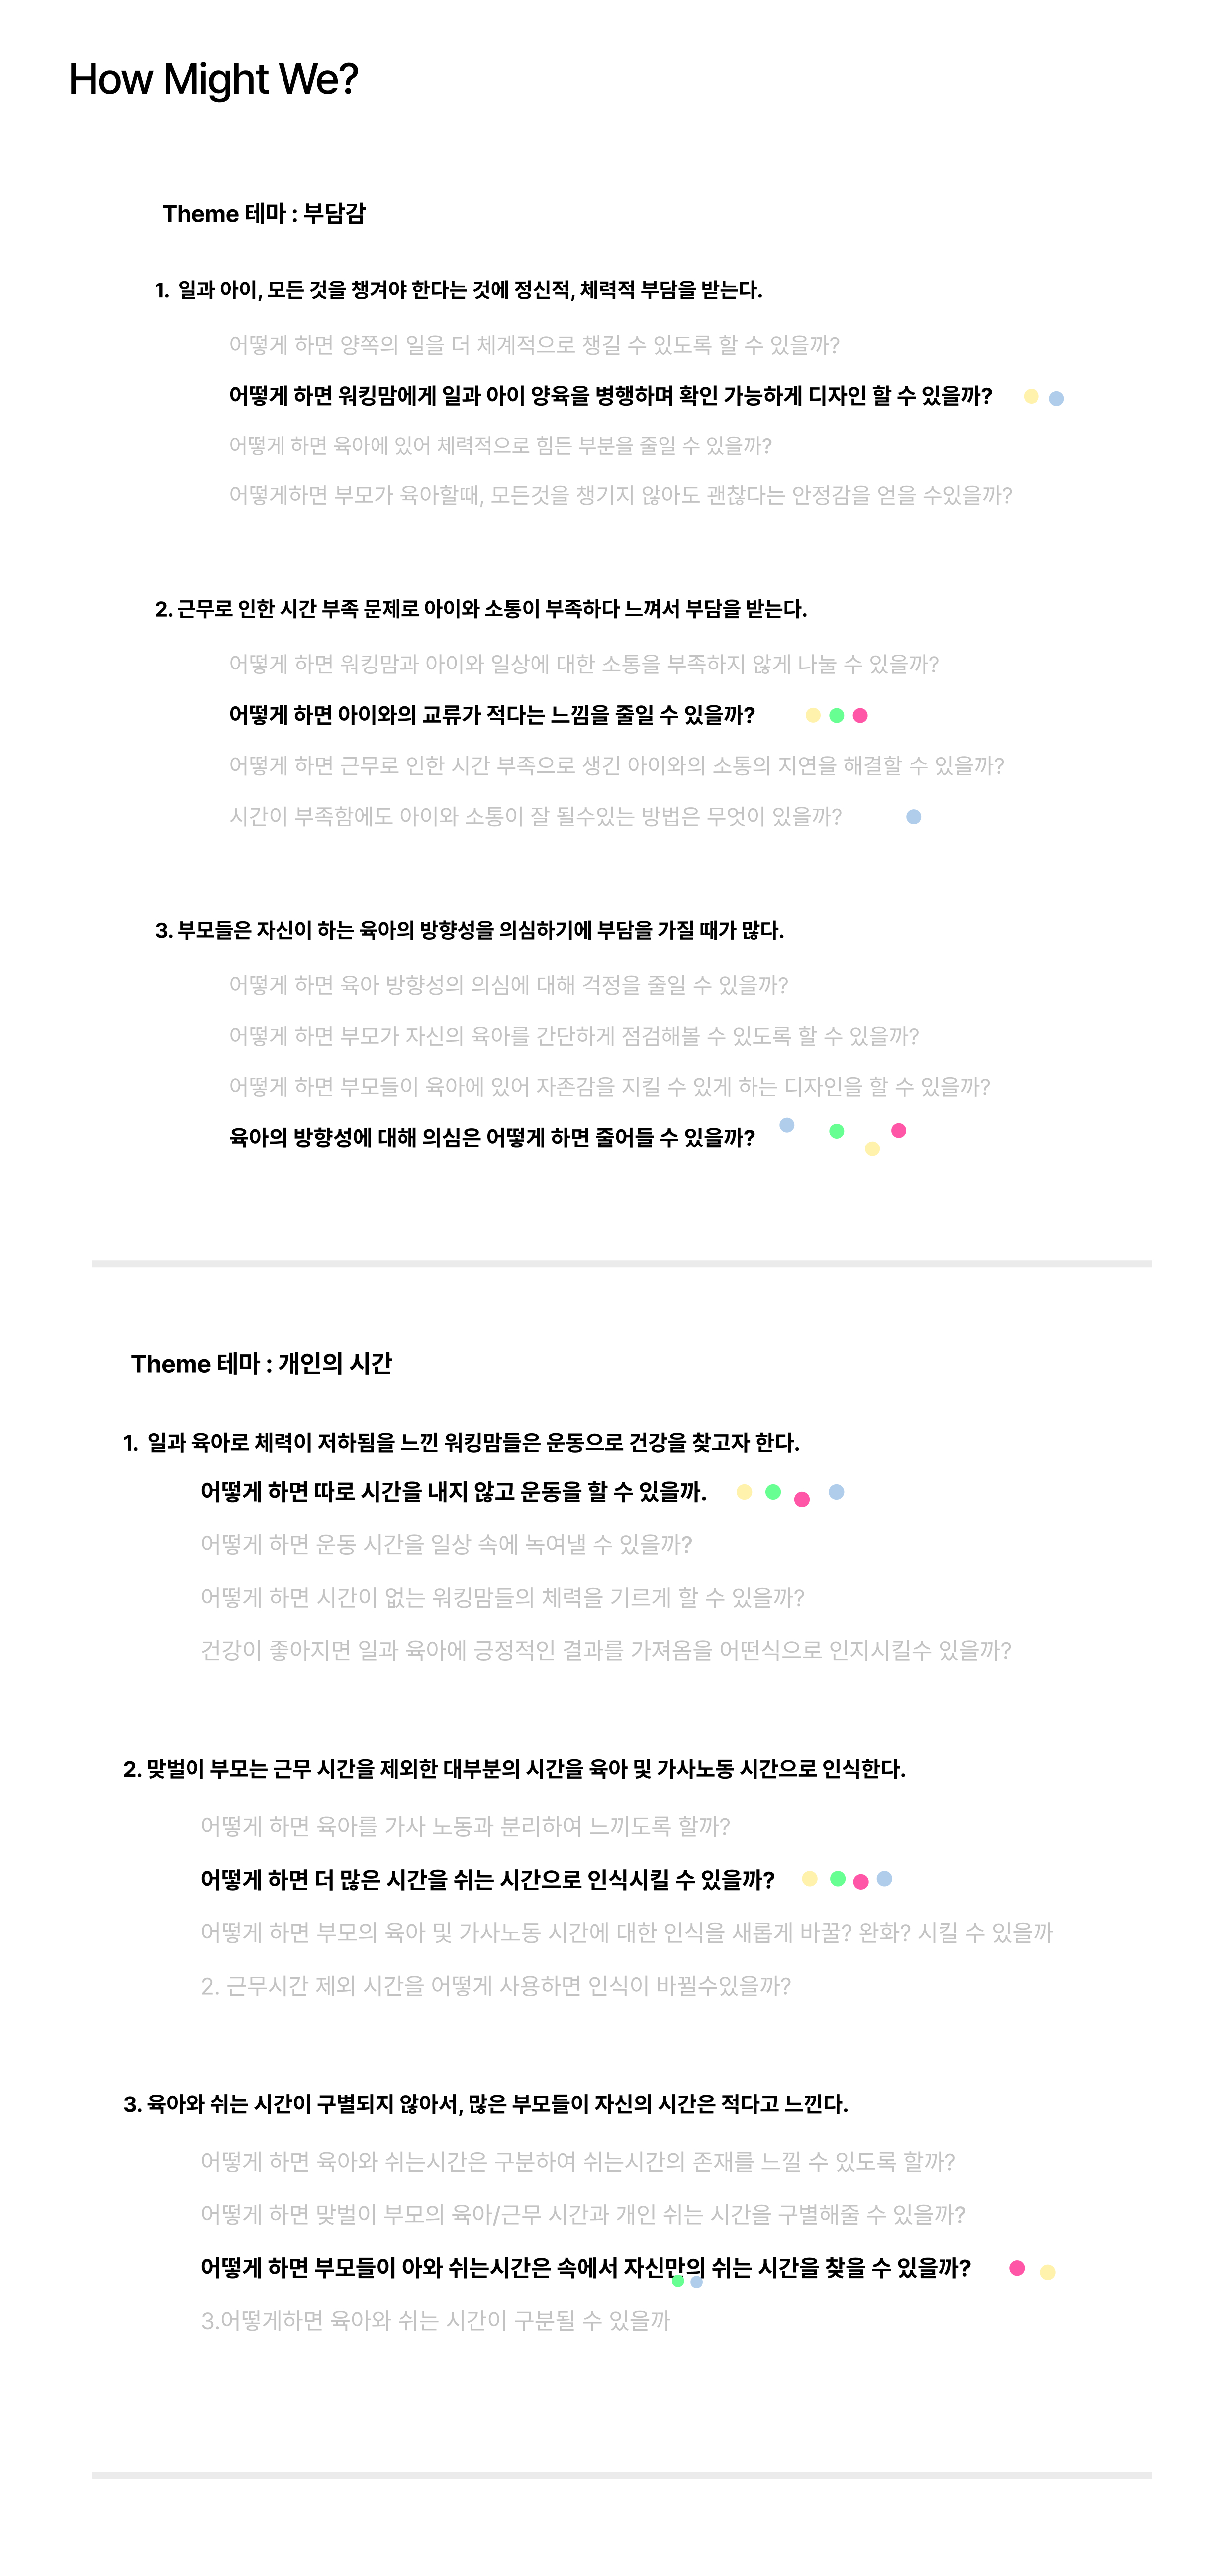 How Might We?
Theme 테마 : 부담감
1. 일과 아이, 모든 것을 챙겨야 한다는 것에 정신적, 체력적 부담을 받는다.
어떻게 하면 양쪽의 일을 더 체계적으로 챙길 수 있도록 할 수 있을까?
어떻게 하면 워킹맘에게 일과 아이 양육을 병행하며 확인 가능하게 디자인 할 수 있을까?
어떻게 하면 육아에 있어 체력적으로 힘든 부분을 줄일 수 있을까?
어떻게하면 부모가 육아할때, 모든것을 챙기지 않아도 괜찮다는 안정감을 얻을 수있을까?
2. 근무로 인한 시간 부족 문제로 아이와 소통이 부족하다 느껴서 부담을 받는다.
어떻게 하면 워킹맘과 아이와 일상에 대한 소통을 부족하지 않게 나눌 수 있을까?
어떻게 하면 아이와의 교류가 적다는 느낌을 줄일 수 있을까?
어떻게 하면 근무로 인한 시간 부족으로 생긴 아이와의 소통의 지연을 해결할 수 있을까?
시간이 부족함에도 아이와 소통이 잘 될수있는 방법은 무엇이 있을까?
3. 부모들은 자신이 하는 육아의 방향성을 의심하기에 부담을 가질 때가 많다.
어떻게 하면 육아 방향성의 의심에 대해 걱정을 줄일 수 있을까?
어떻게 하면 부모가 자신의 육아를 간단하게 점검해볼 수 있도록 할 수 있을까?
어떻게 하면 부모들이 육아에 있어 자존감을 지킬 수 있게 하는 디자인을 할 수 있을까?
육아의 방향성에 대해 의심은 어떻게 하면 줄어들 수 있을까?
Theme 테마 : 개인의 시간
1. 일과 육아로 체력이 저하됨을 느낀 워킹맘들은 운동으로 건강을 찾고자 한다.
어떻게 하면 따로 시간을 내지 않고 운동을 할 수 있을까.
어떻게 하면 운동 시간을 일상 속에 녹여낼 수 있을까?
어떻게 하면 시간이 없는 워킹맘들의 체력을 기르게 할 수 있을까?
건강이 좋아지면 일과 육아에 긍정적인 결과를 가져옴을 어떤식으로 인지시킬수 있을까?
2. 맞벌이 부모는 근무 시간을 제외한 대부분의 시간을 육아 및 가사노동 시간으로 인식한다.
어떻게 하면 육아를 가사 노동과 분리하여 느끼도록 할까?
어떻게 하면 더 많은 시간을 쉬는 시간으로 인식시킬 수 있을까?
어떻게 하면 부모의 육아 및 가사노동 시간에 대한 인식을 새롭게 바꿀? 완화? 시킬 수 있을까
2. 근무시간 제외 시간을 어떻게 사용하면 인식이 바뀔수있을까?
3. 육아와 쉬는 시간이 구별되지 않아서, 많은 부모들이 자신의 시간은 적다고 느낀다.
어떻게 하면 육아와 쉬는시간은 구분하여 쉬는시간의 존재를 느낄 수 있도록 할까?
어떻게 하면 맞벌이 부모의 육아/근무 시간과 개인 쉬는 시간을 구별해줄 수 있을까?
어떻게 하면 부모들이 아와 쉬는시간은 속에서 자신만의 쉬는 시간을 찾을 수 있을까?
3.어떻게하면 육아와 쉬는 시간이 구분될 수 있을까